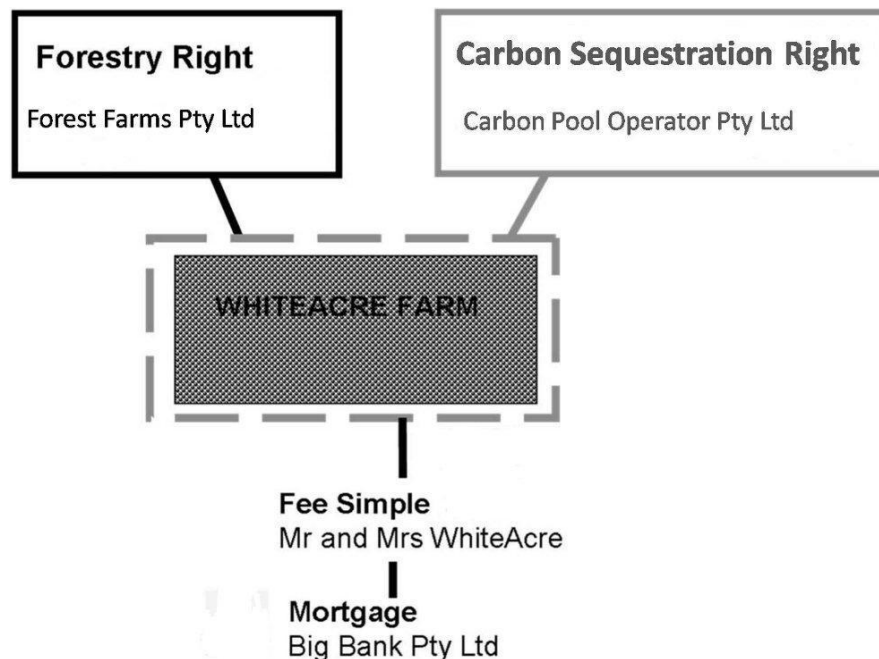 Forestry Right
Forest Farms Pty Ltd
Carbon Sequestration Right
Carbon Pool Operator Pty Ltd
WHITEACRE FARM
Fee Simple
Mr and Mrs WhiteAcre
Mortgage
Big Bank Pty Ltd